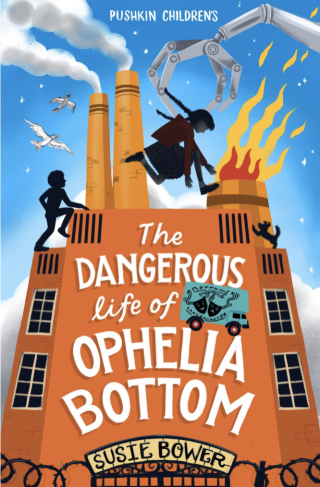 PUSHKIN CHILDREN'S
The
DANGEROUS
life of
OPHELIA
BOTTOM
SUSIE BOWER